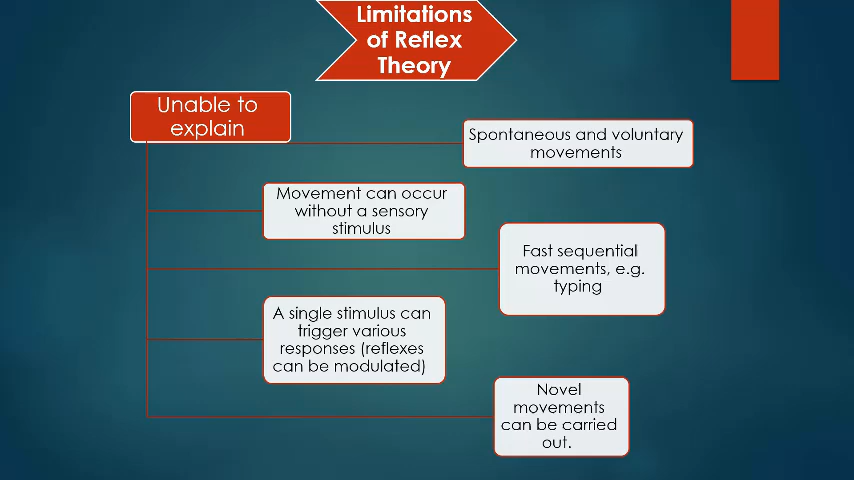 Limitations
of Reflex
Theory
Unable to
explain
Spontaneous and voluntary
movements
Movement can occur
without a sensory
stimulus
Fast sequential
movements, e.g.
typing
A single stimulus can
trigger various
responses (reflexes
can be modulated)
Novel
movements
can be carried
out.